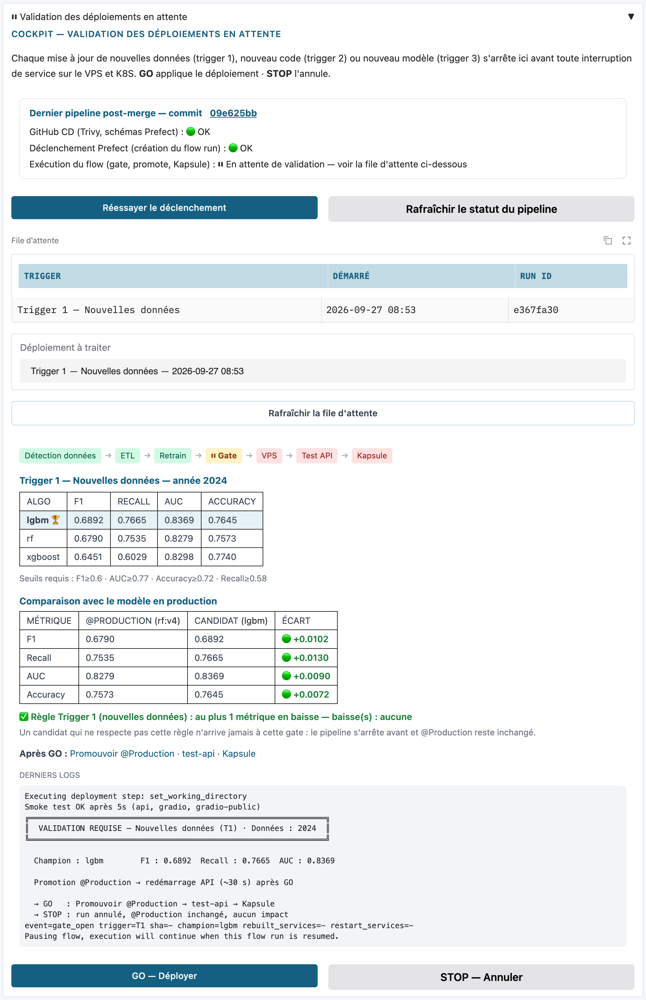 Validation des déploiements en attente
COCKPIT — VALIDATION DES DÉPLOIEMENTS EN ATTENTE
Chaque mise à jour de nouvelles données (trigger 1), nouveau code (trigger 2) ou nouveau modèle (trigger 3) s'arrête ici avant toute interruption
de service sur le VPS et K8S. GO applique le déploiement · STOP l'annule.
Dernier pipeline post-merge — commit 09e625bb
GitHub CD (Trivy, schémas Prefect) : 🟢 OK
Déclenchement Prefect (création du flow run) : 🟢 OK
Exécution du flow (gate, promote, Kapsule) : ⏸ En attente de validation — voir la file d'attente ci-dessous
Réessayer le déclenchement
Rafraîchir le statut du pipeline
File d'attente
TRIGGER DÉMARRÉ RUN ID
Trigger 1 — Nouvelles données 2026-09-27 08:53 e367fa30
Déploiement à traiter
Trigger 1 — Nouvelles données — 2026-09-27 08:53
Rafraîchir la file d'attente
Détection données → ETL → Retrain → ⏸ Gate → VPS → Test API → Kapsule
Trigger 1 — Nouvelles données — année 2024
ALGO F1 RECALL AUC ACCURACY
lgbm 🏆 0.6892 0.7665 0.8369 0.7645
rf 0.6790 0.7535 0.8279 0.7573
xgboost 0.6451 0.6029 0.8298 0.7740
Seuils requis : F1≥0.6 · AUC≥0.77 · Accuracy≥0.72 · Recall≥0.58
Comparaison avec le modèle en production
MÉTRIQUE @PRODUCTION (rf:v4) CANDIDAT (lgbm) ÉCART
F1 0.6790 0.6892 🟢 +0.0102
Recall 0.7535 0.7665 🟢 +0.0130
AUC 0.8279 0.8369 🟢 +0.0090
Accuracy 0.7573 0.7645 🟢 +0.0072
✅ Règle Trigger 1 (nouvelles données) : au plus 1 métrique en baisse — baisse(s) : aucune
Un candidat qui ne respecte pas cette règle n'arrive jamais à cette gate : le pipeline s'arrête avant et @Production reste inchangé.
Après GO : Promouvoir @Production · test-api · Kapsule
DERNIERS LOGS
Executing deployment step: set_working_directory
Smoke test OK après 5s (api, gradio, gradio-public)
VALIDATION REQUISE — Nouvelles données (T1) · Données : 2024
Champion : lgbm F1 : 0.6892 Recall : 0.7665 AUC : 0.8369
Promotion @Production → redémarrage API (~30 s) après GO
→ GO : Promouvoir @Production → test-api → Kapsule
→ STOP : run annulé, @Production inchangé, aucun impact
event=gate_open trigger=T1 sha=— champion=lgbm rebuilt_services=— restart_services=—
Pausing flow, execution will continue when this flow run is resumed.
GO — Déployer
STOP — Annuler